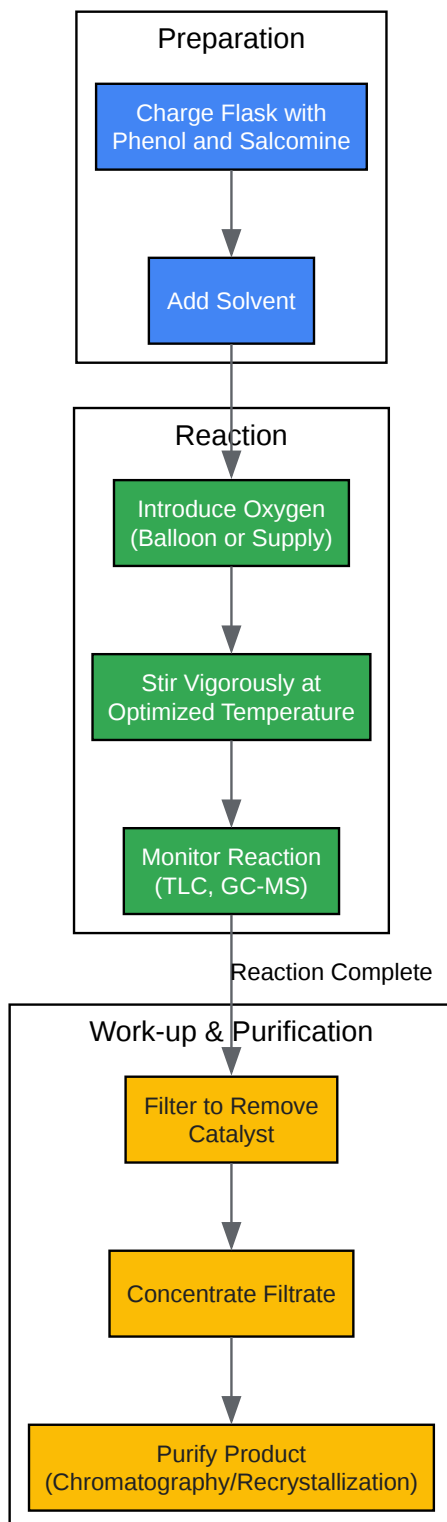 Preparation
Charge Flask with
Phenol and Salcomine
Add Solvent
Reaction
Introduce Oxygen
(Balloon or Supply)
Stir Vigorously at
Optimized Temperature
Monitor Reaction
(TLC, GC-MS)
Reaction Complete
Work-up & Purification
Filter to Remove
Catalyst
Concentrate Filtrate
Purify Product
(Chromatography/Recrystallization)